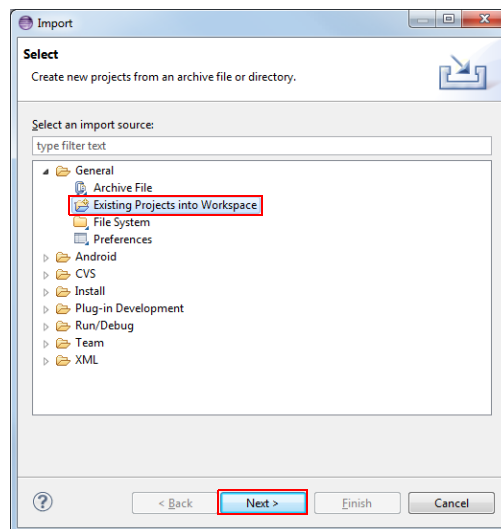 Import
Select
Create new projects from an archive file or directory.
Select an import source:
type filter text
General
Archive File
Existing Projects into Workspace
File System
Preferences
Android
CVS
Install
Plug-in Development
Run/Debug
Team
XML
?
< Back Next > Finish Cancel